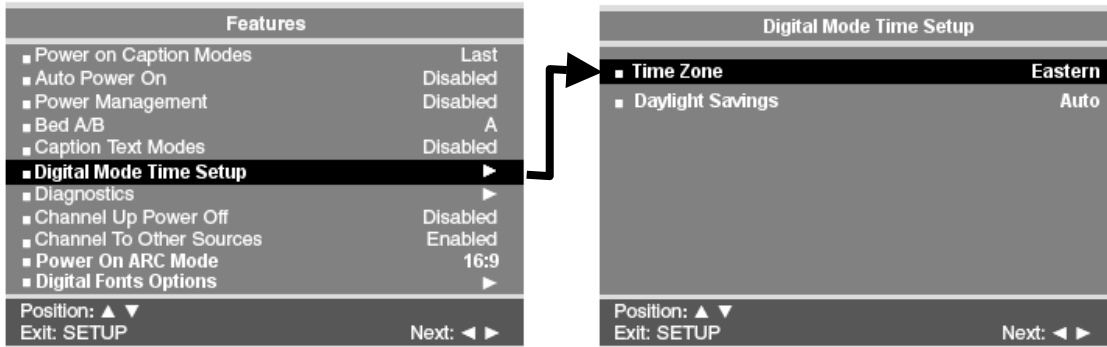 Features
▪ Power on Caption Modes Last
▪ Auto Power On Disabled
▪ Power Management Disabled
▪ Bed A/B A
▪ Caption Text Modes Disabled
▪ Digital Mode Time Setup ►
▪ Diagnostics ►
▪ Channel Up Power Off Disabled
▪ Channel To Other Sources Enabled
▪ Power On ARC Mode 16:9
▪ Digital Fonts Options ►
Position: ▲ ▼
Exit: SETUP Next: ◄ ►
Digital Mode Time Setup
▪ Time Zone Eastern
▪ Daylight Savings Auto
Position: ▲ ▼
Exit: SETUP Next: ◄ ►